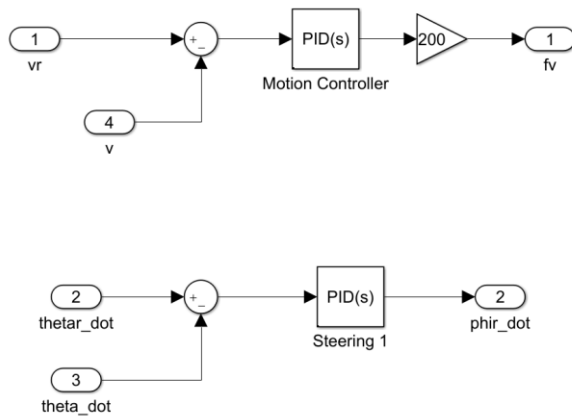 1
vr
+
–
PID(s)
Motion Controller
200
1
fv
4
v
2
thetar_dot
+
–
PID(s)
Steering 1
2
phir_dot
3
theta_dot